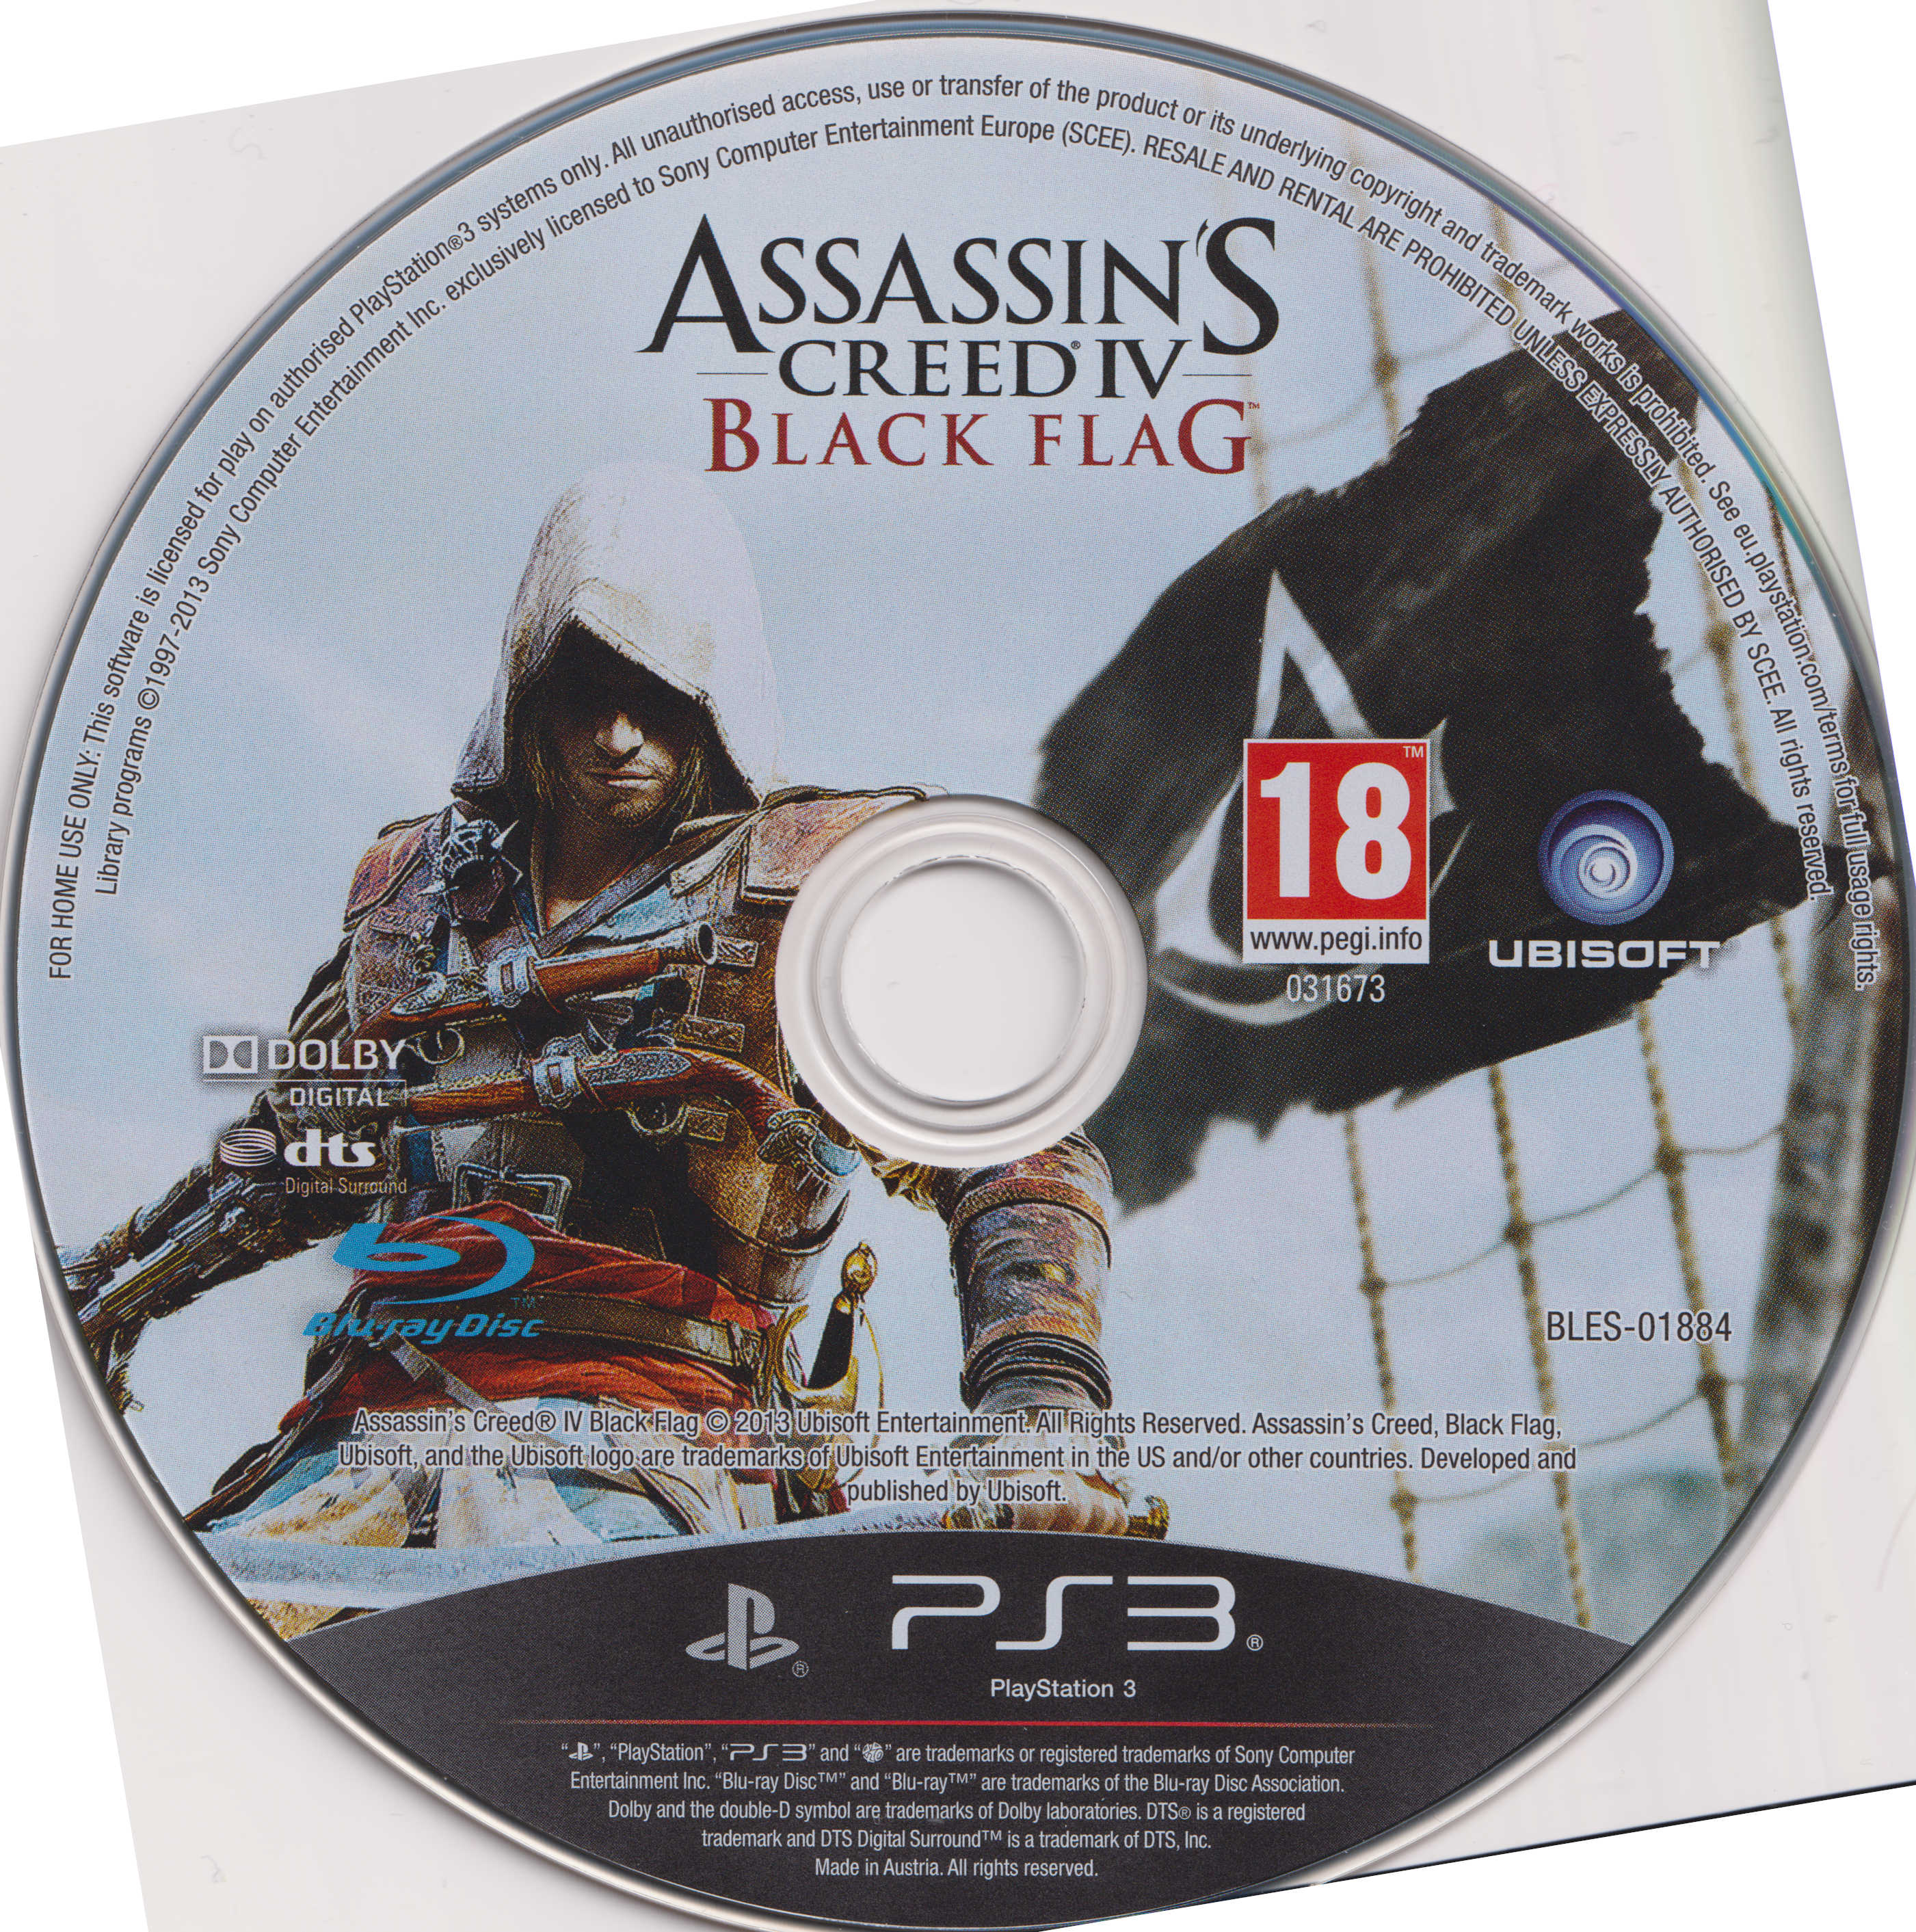 FOR HOME USE ONLY: This software is licensed for play on authorised PlayStation®3 systems only. All unauthorised access, use or transfer of the product or its underlying copyright and trademark works is prohibited. See eu.playstation.com/terms for full usage rights.
Library programs ©1997-2013 Sony Computer Entertainment Inc. exclusively licensed to Sony Computer Entertainment Europe (SCEE). RESALE AND RENTAL ARE PROHIBITED UNLESS EXPRESSLY AUTHORISED BY SCEE. All rights reserved.
ASSASSIN'S
CREED® IV
BLACK FLAG™
18™
www.pegi.info
031673
UBISOFT
DOLBY
DIGITAL
dts
Digital Surround
Blu-ray Disc™
BLES-01884
Assassin's Creed® IV Black Flag © 2013 Ubisoft Entertainment. All Rights Reserved. Assassin's Creed, Black Flag,
Ubisoft, and the Ubisoft logo are trademarks of Ubisoft Entertainment in the US and/or other countries. Developed and
published by Ubisoft.
PS3®
PlayStation 3
“ ”, “PlayStation”, “PS3” and “ ” are trademarks or registered trademarks of Sony Computer
Entertainment Inc. “Blu-ray Disc™” and “Blu-ray™” are trademarks of the Blu-ray Disc Association.
Dolby and the double-D symbol are trademarks of Dolby laboratories. DTS® is a registered
trademark and DTS Digital Surround™ is a trademark of DTS, Inc.
Made in Austria. All rights reserved.